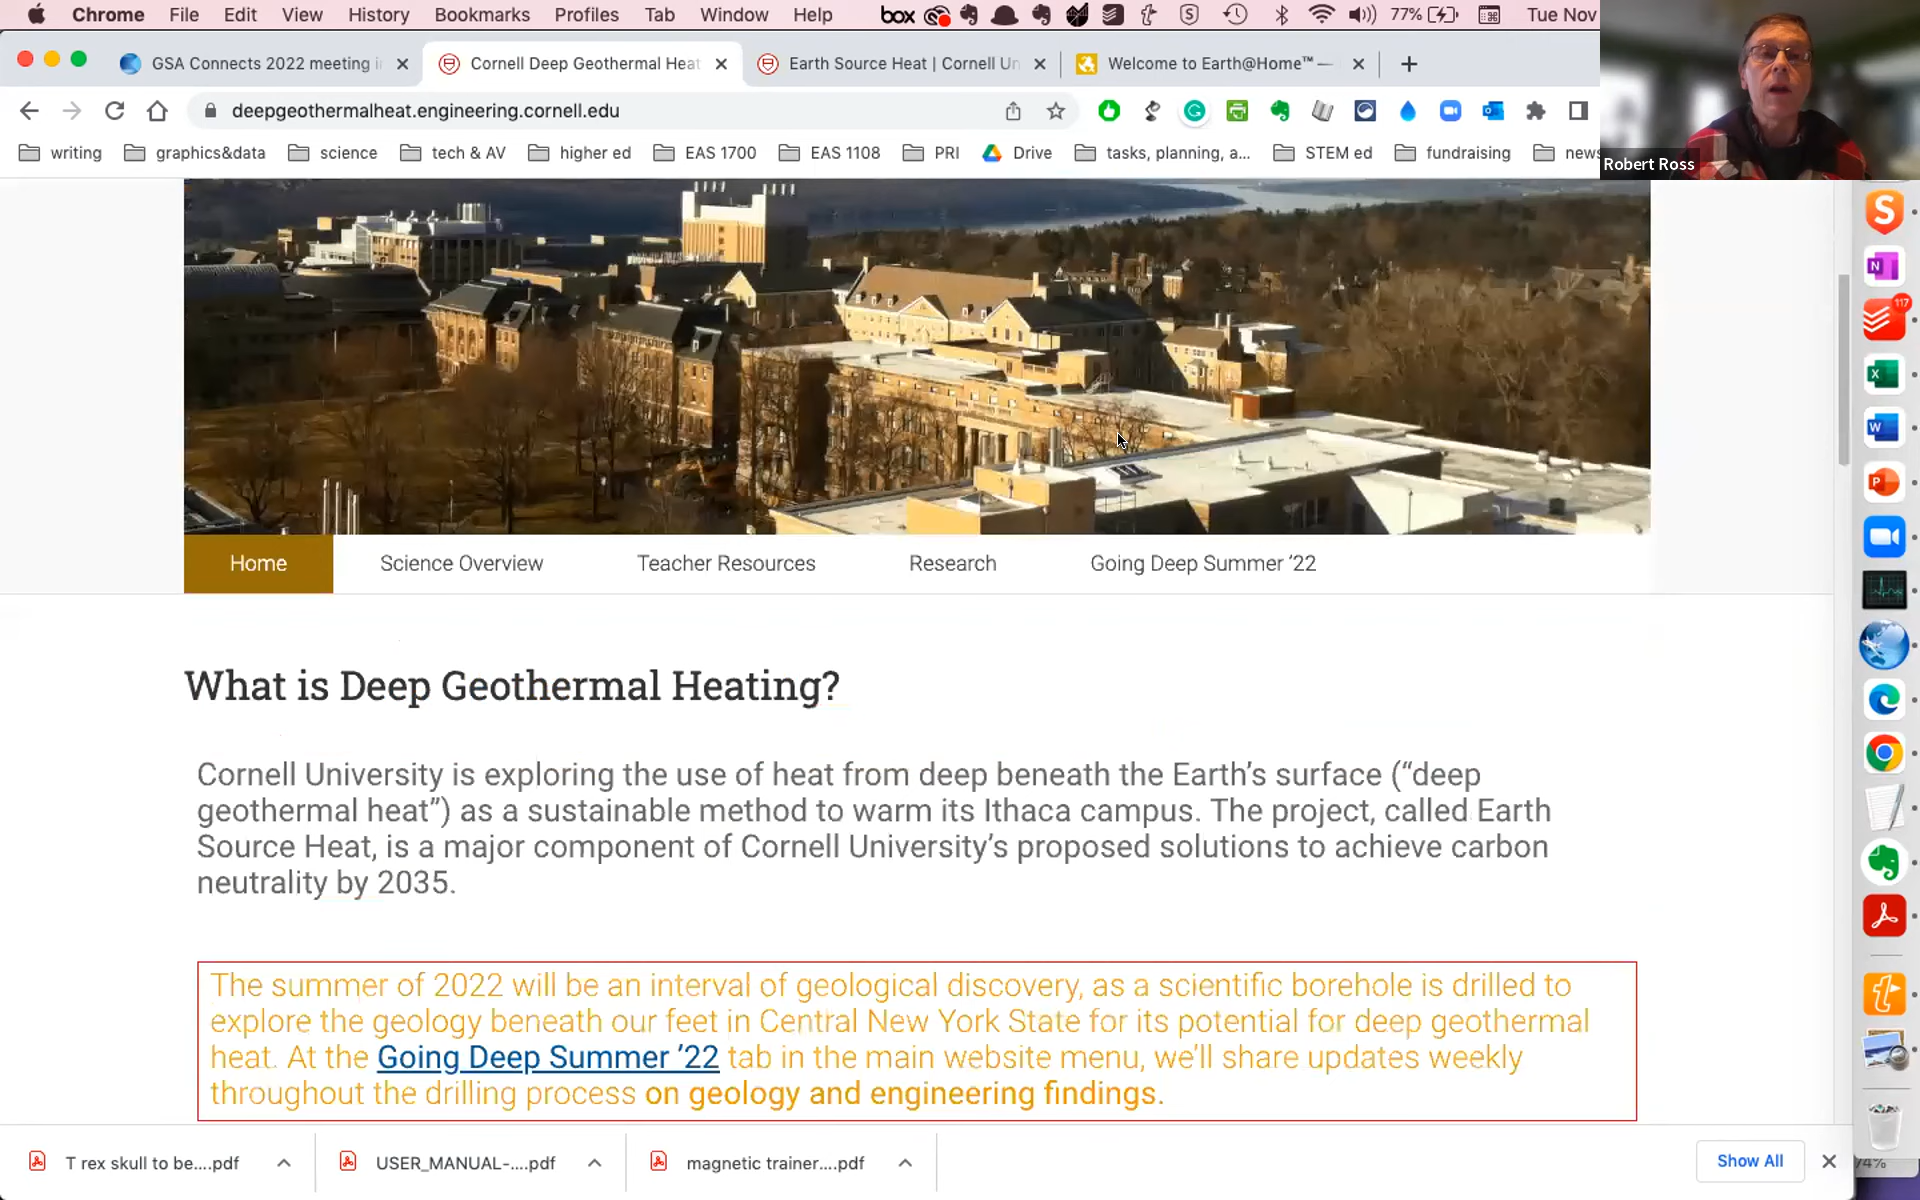 Chrome File Edit View History Bookmarks Profiles Tab Window Help box 77% Tue Nov
GSA Connects 2022 meeting i Cornell Deep Geothermal Heat Earth Source Heat | Cornell Un Welcome to Earth@Home™ —
deepgeothermalheat.engineering.cornell.edu
writing graphics&data science tech & AV higher ed EAS 1700 EAS 1108 PRI Drive tasks, planning, a... STEM ed fundraising news
Robert Ross
117
Home Science Overview Teacher Resources Research Going Deep Summer ’22
What is Deep Geothermal Heating?
Cornell University is exploring the use of heat from deep beneath the Earth’s surface (“deep
geothermal heat”) as a sustainable method to warm its Ithaca campus. The project, called Earth
Source Heat, is a major component of Cornell University’s proposed solutions to achieve carbon
neutrality by 2035.
The summer of 2022 will be an interval of geological discovery, as a scientific borehole is drilled to
explore the geology beneath our feet in Central New York State for its potential for deep geothermal
heat. At the Going Deep Summer ’22 tab in the main website menu, we’ll share updates weekly
throughout the drilling process on geology and engineering findings.
T rex skull to be....pdf USER_MANUAL-....pdf magnetic trainer....pdf Show All
74%